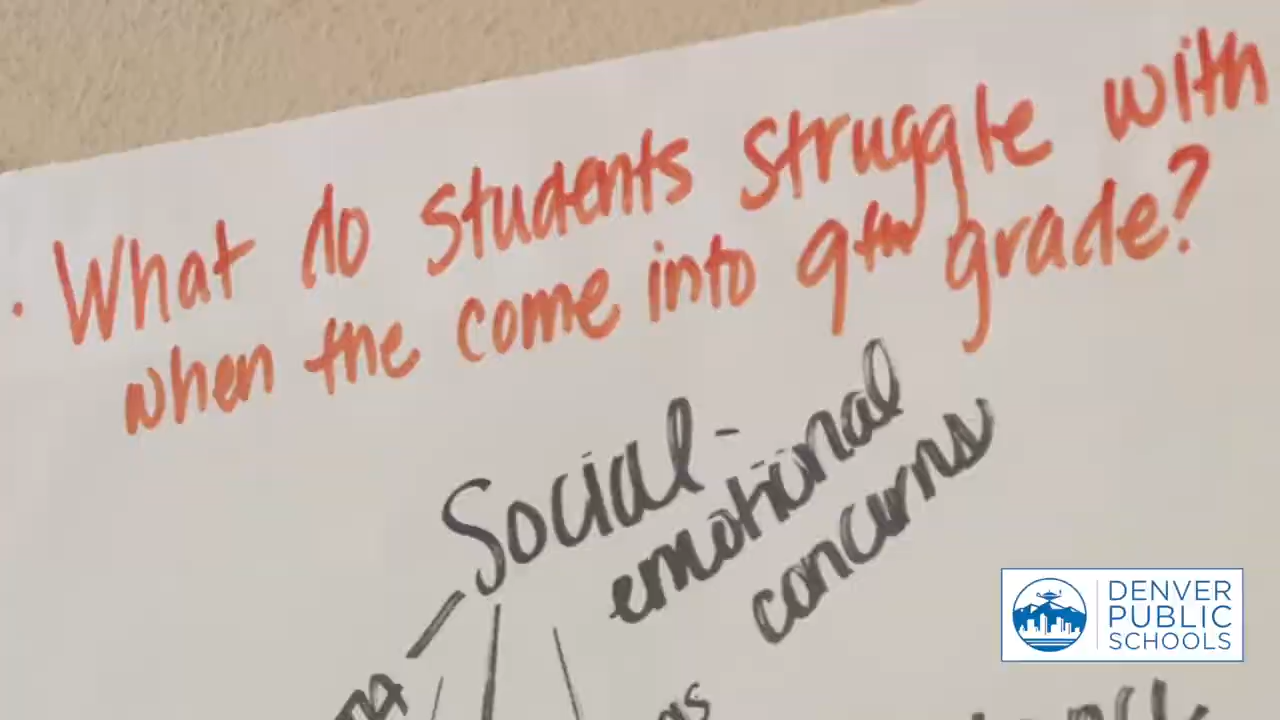 · What do students struggle with
when the come into 9th grade?
Social-
emotional
concerns
DENVER
PUBLIC
SCHOOLS